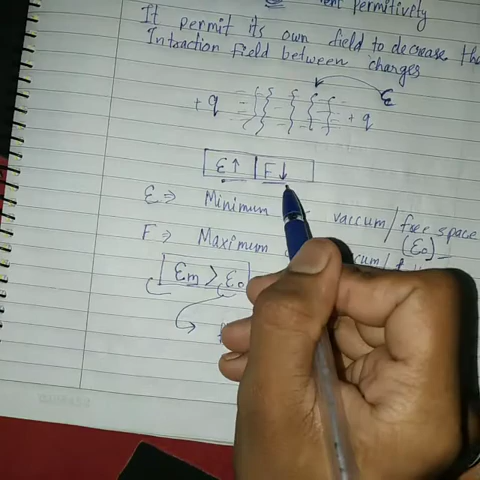 permitivity
It permit its own field to decrease the
Intraction Field between charges
ε
+q +q
ε↑ | F↓
ε ⇒ Minimum vaccum/free space
(ε₀)
F ⇒ Maximum
εm > ε₀